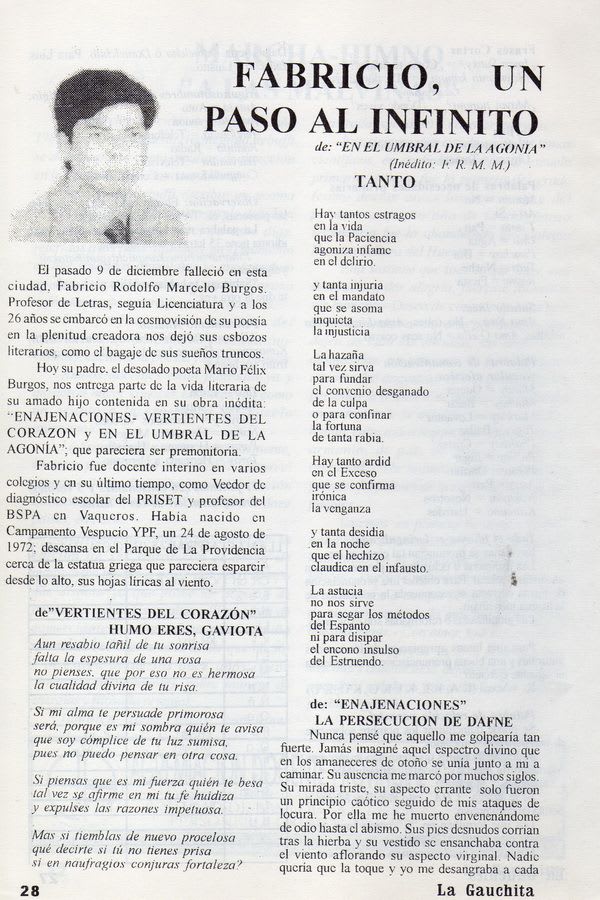 FABRICIO, UN
PASO AL INFINITO
de: "EN EL UMBRAL DE LA AGONIA"
(Inédito: F. R. M. M.)
El pasado 9 de diciembre falleció en esta
ciudad, Fabricio Rodolfo Marcelo Burgos.
Profesor de Letras, seguía Licenciatura y a los
26 años se embarcó en la cosmovisión de su poesía
en la plenitud creadora nos dejó sus esbozos
literarios, como el bagaje de sus sueños truncos.
Hoy su padre, el desolado poeta Mario Félix
Burgos, nos entrega parte de la vida literaria de
su amado hijo contenida en su obra inédita:
"ENAJENACIONES- VERTIENTES DEL
CORAZON y EN EL UMBRAL DE LA
AGONÍA"; que pareciera ser premonitoria.
Fabricio fue docente interino en varios
colegios y en su último tiempo, como Veedor de
diagnóstico escolar del PRISET y profesor del
BSPA en Vaqueros. Había nacido en
Campamento Vespucio YPF, un 24 de agosto de
1972; descansa en el Parque de La Providencia
cerca de la estatua griega que pareciera esparcir
desde lo alto, sus hojas líricas al viento.
de"VERTIENTES DEL CORAZÓN"
HUMO ERES, GAVIOTA
Aun resabio tañil de tu sonrisa
falta la espesura de una rosa
no pienses, que por eso no es hermosa
la cualidad divina de tu risa.
Si mi alma te persuade primorosa
será, porque es mi sombra quién te avisa
que soy cómplice de tu luz sumisa,
pues no puedo pensar en otra cosa.
Si piensas que es mi fuerza quién te besa
tal vez se afirme en mi tu fe huidiza
y expulses las razones impetuosa.
Mas si tiemblas de nuevo procelosa
qué decirte si tú no tienes prisa
si en naufragios conjuras fortaleza?
TANTO
Hay tantos estragos
en la vida
que la Paciencia
agoniza infame
en el delirio.
y tanta injuria
en el mandato
que se asoma
inquieta
la injusticia
La hazaña
tal vez sirva
para fundar
el convenio desganado
de la culpa
o para confinar
la fortuna
de tanta rabia.
Hay tanto ardid
en el Exceso
que se confirma
irónica
la venganza
y tanta desidia
en la noche
que el hechizo
claudica en el infausto.
La astucia
no nos sirve
para segar los métodos
del Espanto
ni para disipar
el encono insulso
del Estruendo.
de: "ENAJENACIONES"
LA PERSECUCION DE DAFNE
Nunca pensé que aquello me golpearía tan
fuerte. Jamás imaginé aquel espectro divino que
en los amaneceres de otoño se unía junto a mi a
caminar. Su ausencia me marcó por muchos siglos.
Su mirada triste, su aspecto errante solo fueron
un principio caótico seguido de mis ataques de
locura. Por ella me he muerto envenenándome
de odio hasta el abismo. Sus pies desnudos corrían
tras la hierba y su vestido se ensanchaba contra
el viento aflorando su aspecto virginal. Nadie
quería que la toque y yo me desangraba a cada
28
La Gauchita